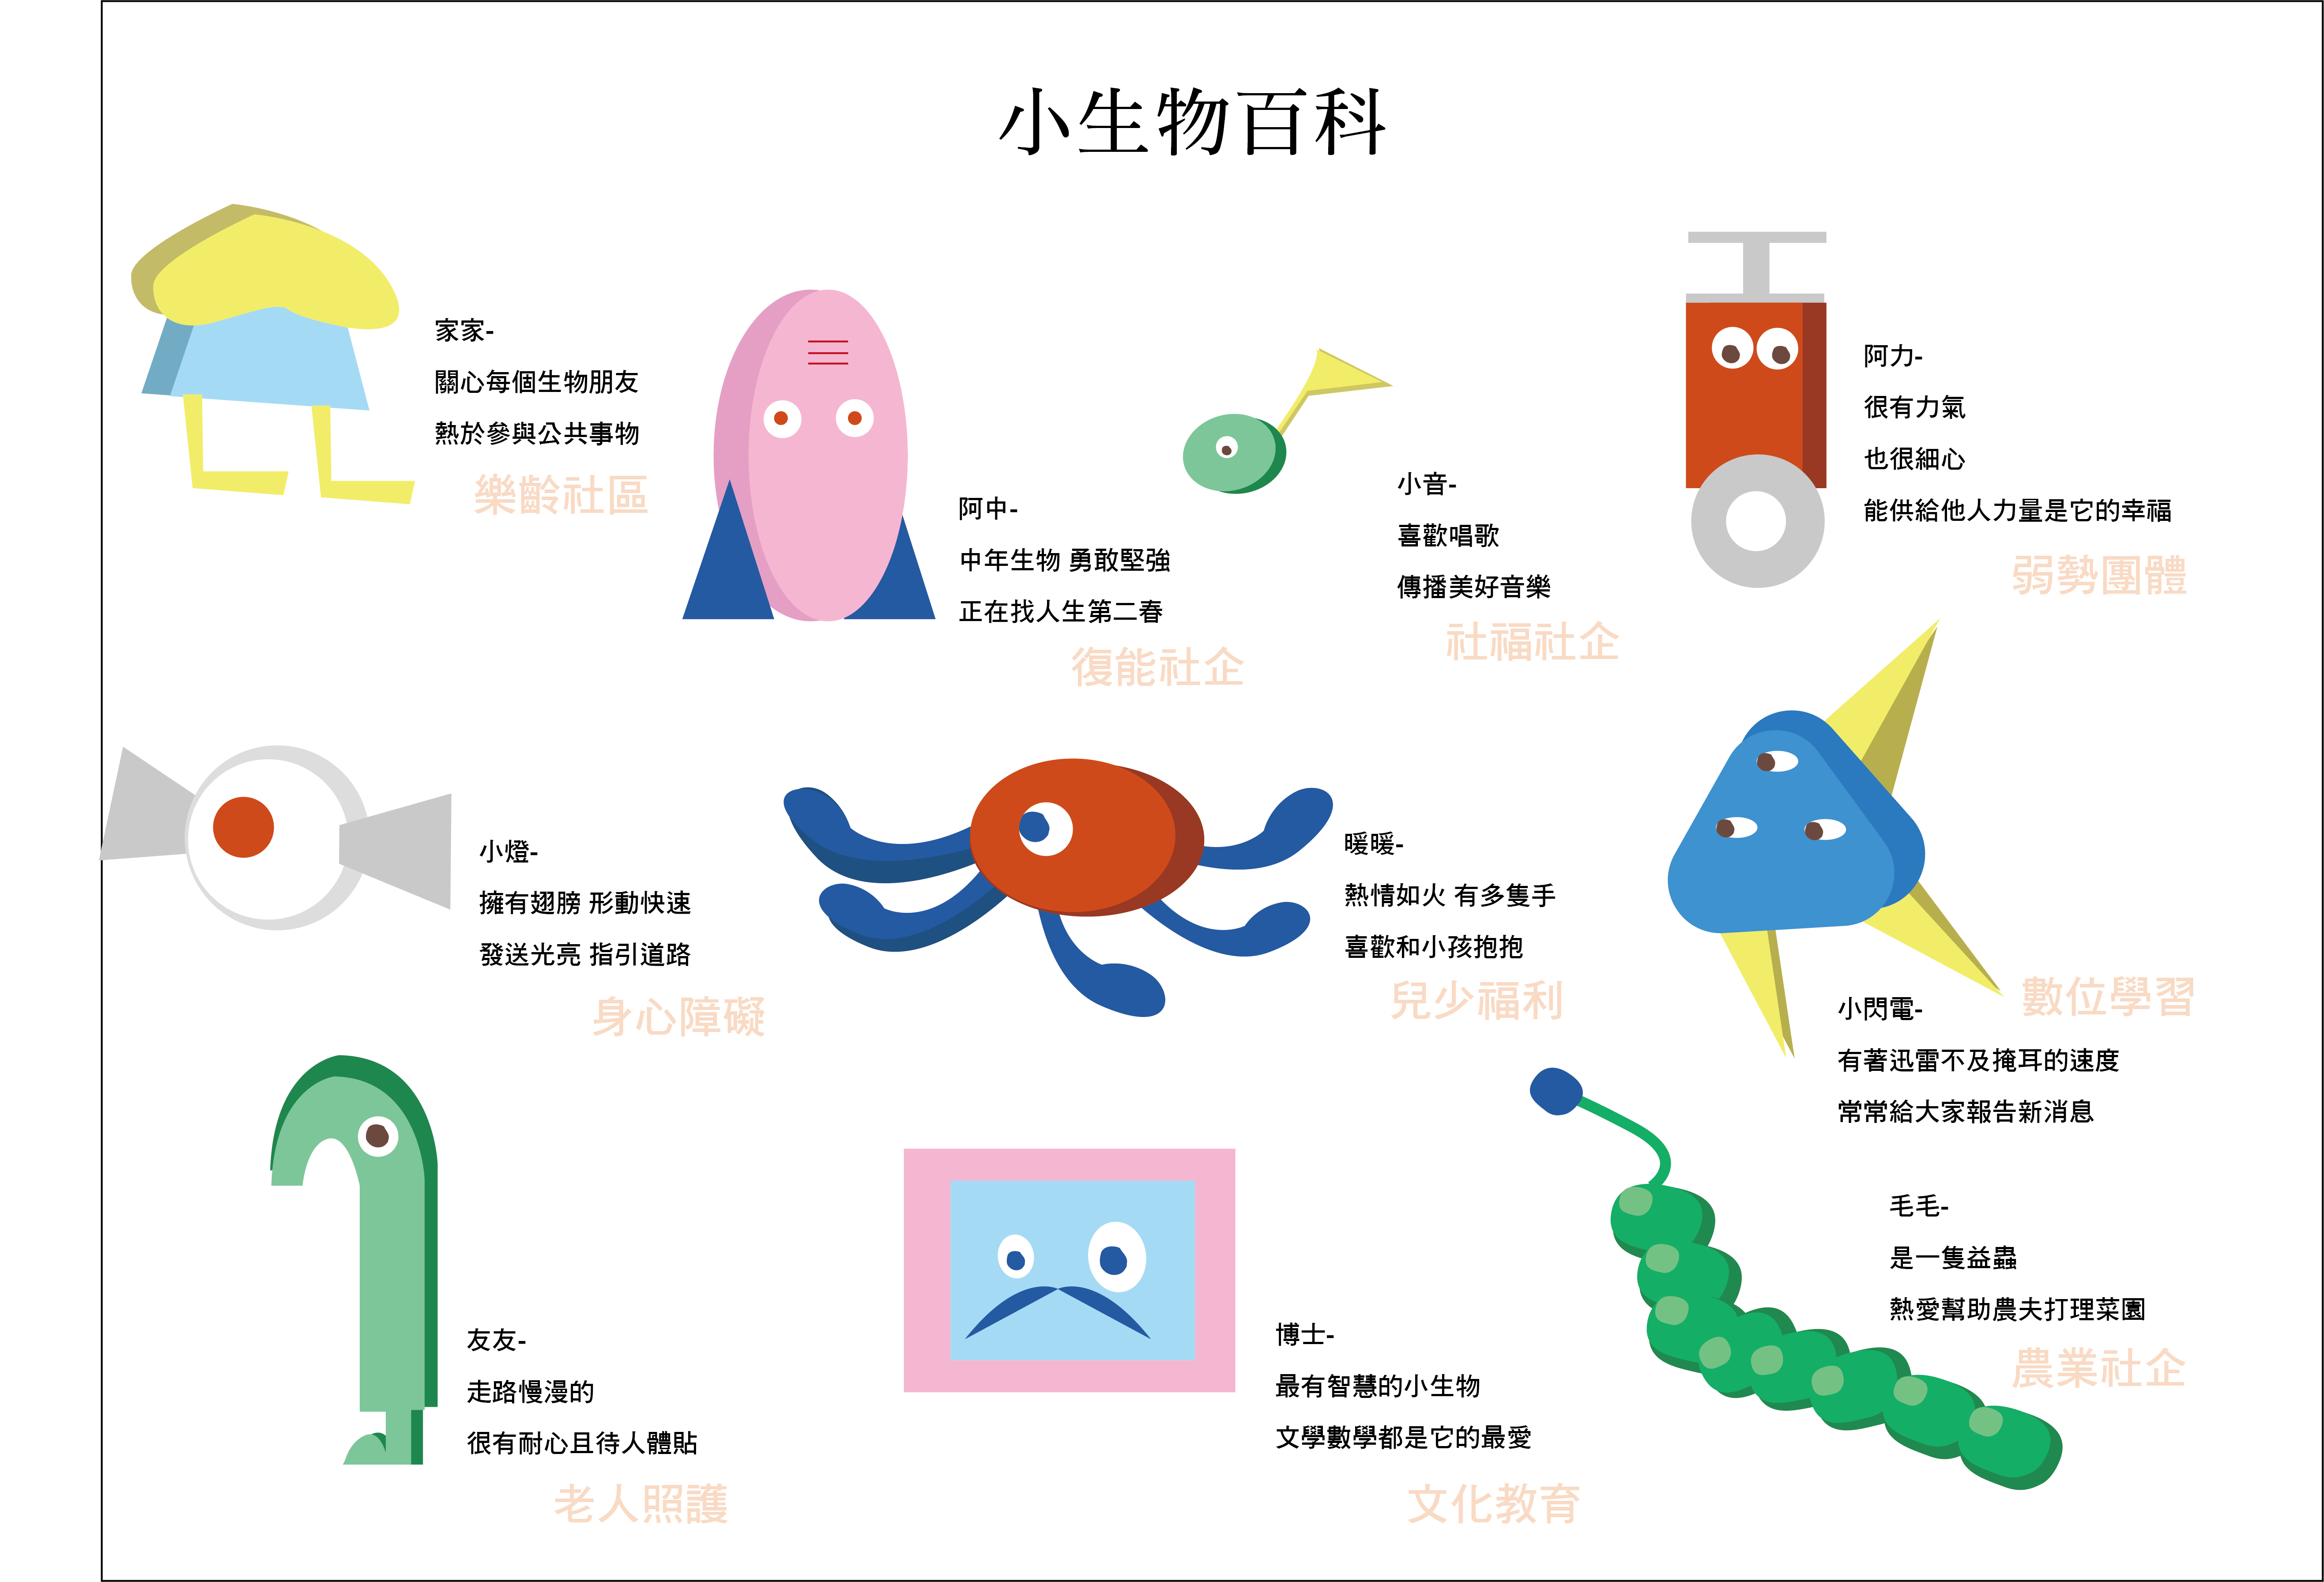 小生物百科
家家-
關心每個生物朋友
熱於參與公共事物
樂齡社區
阿中-
中年生物 勇敢堅強
正在找人生第二春
復能社企
小音-
喜歡唱歌
傳播美好音樂
社福社企
阿力-
很有力氣
也很細心
能供給他人力量是它的幸福
弱勢團體
小燈-
擁有翅膀 形動快速
發送光亮 指引道路
身心障礙
暖暖-
熱情如火 有多隻手
喜歡和小孩抱抱
兒少福利
數位學習
小閃電-
有著迅雷不及掩耳的速度
常常給大家報告新消息
友友-
走路慢漫的
很有耐心且待人體貼
老人照護
博士-
最有智慧的小生物
文學數學都是它的最愛
文化教育
毛毛-
是一隻益蟲
熱愛幫助農夫打理菜園
農業社企